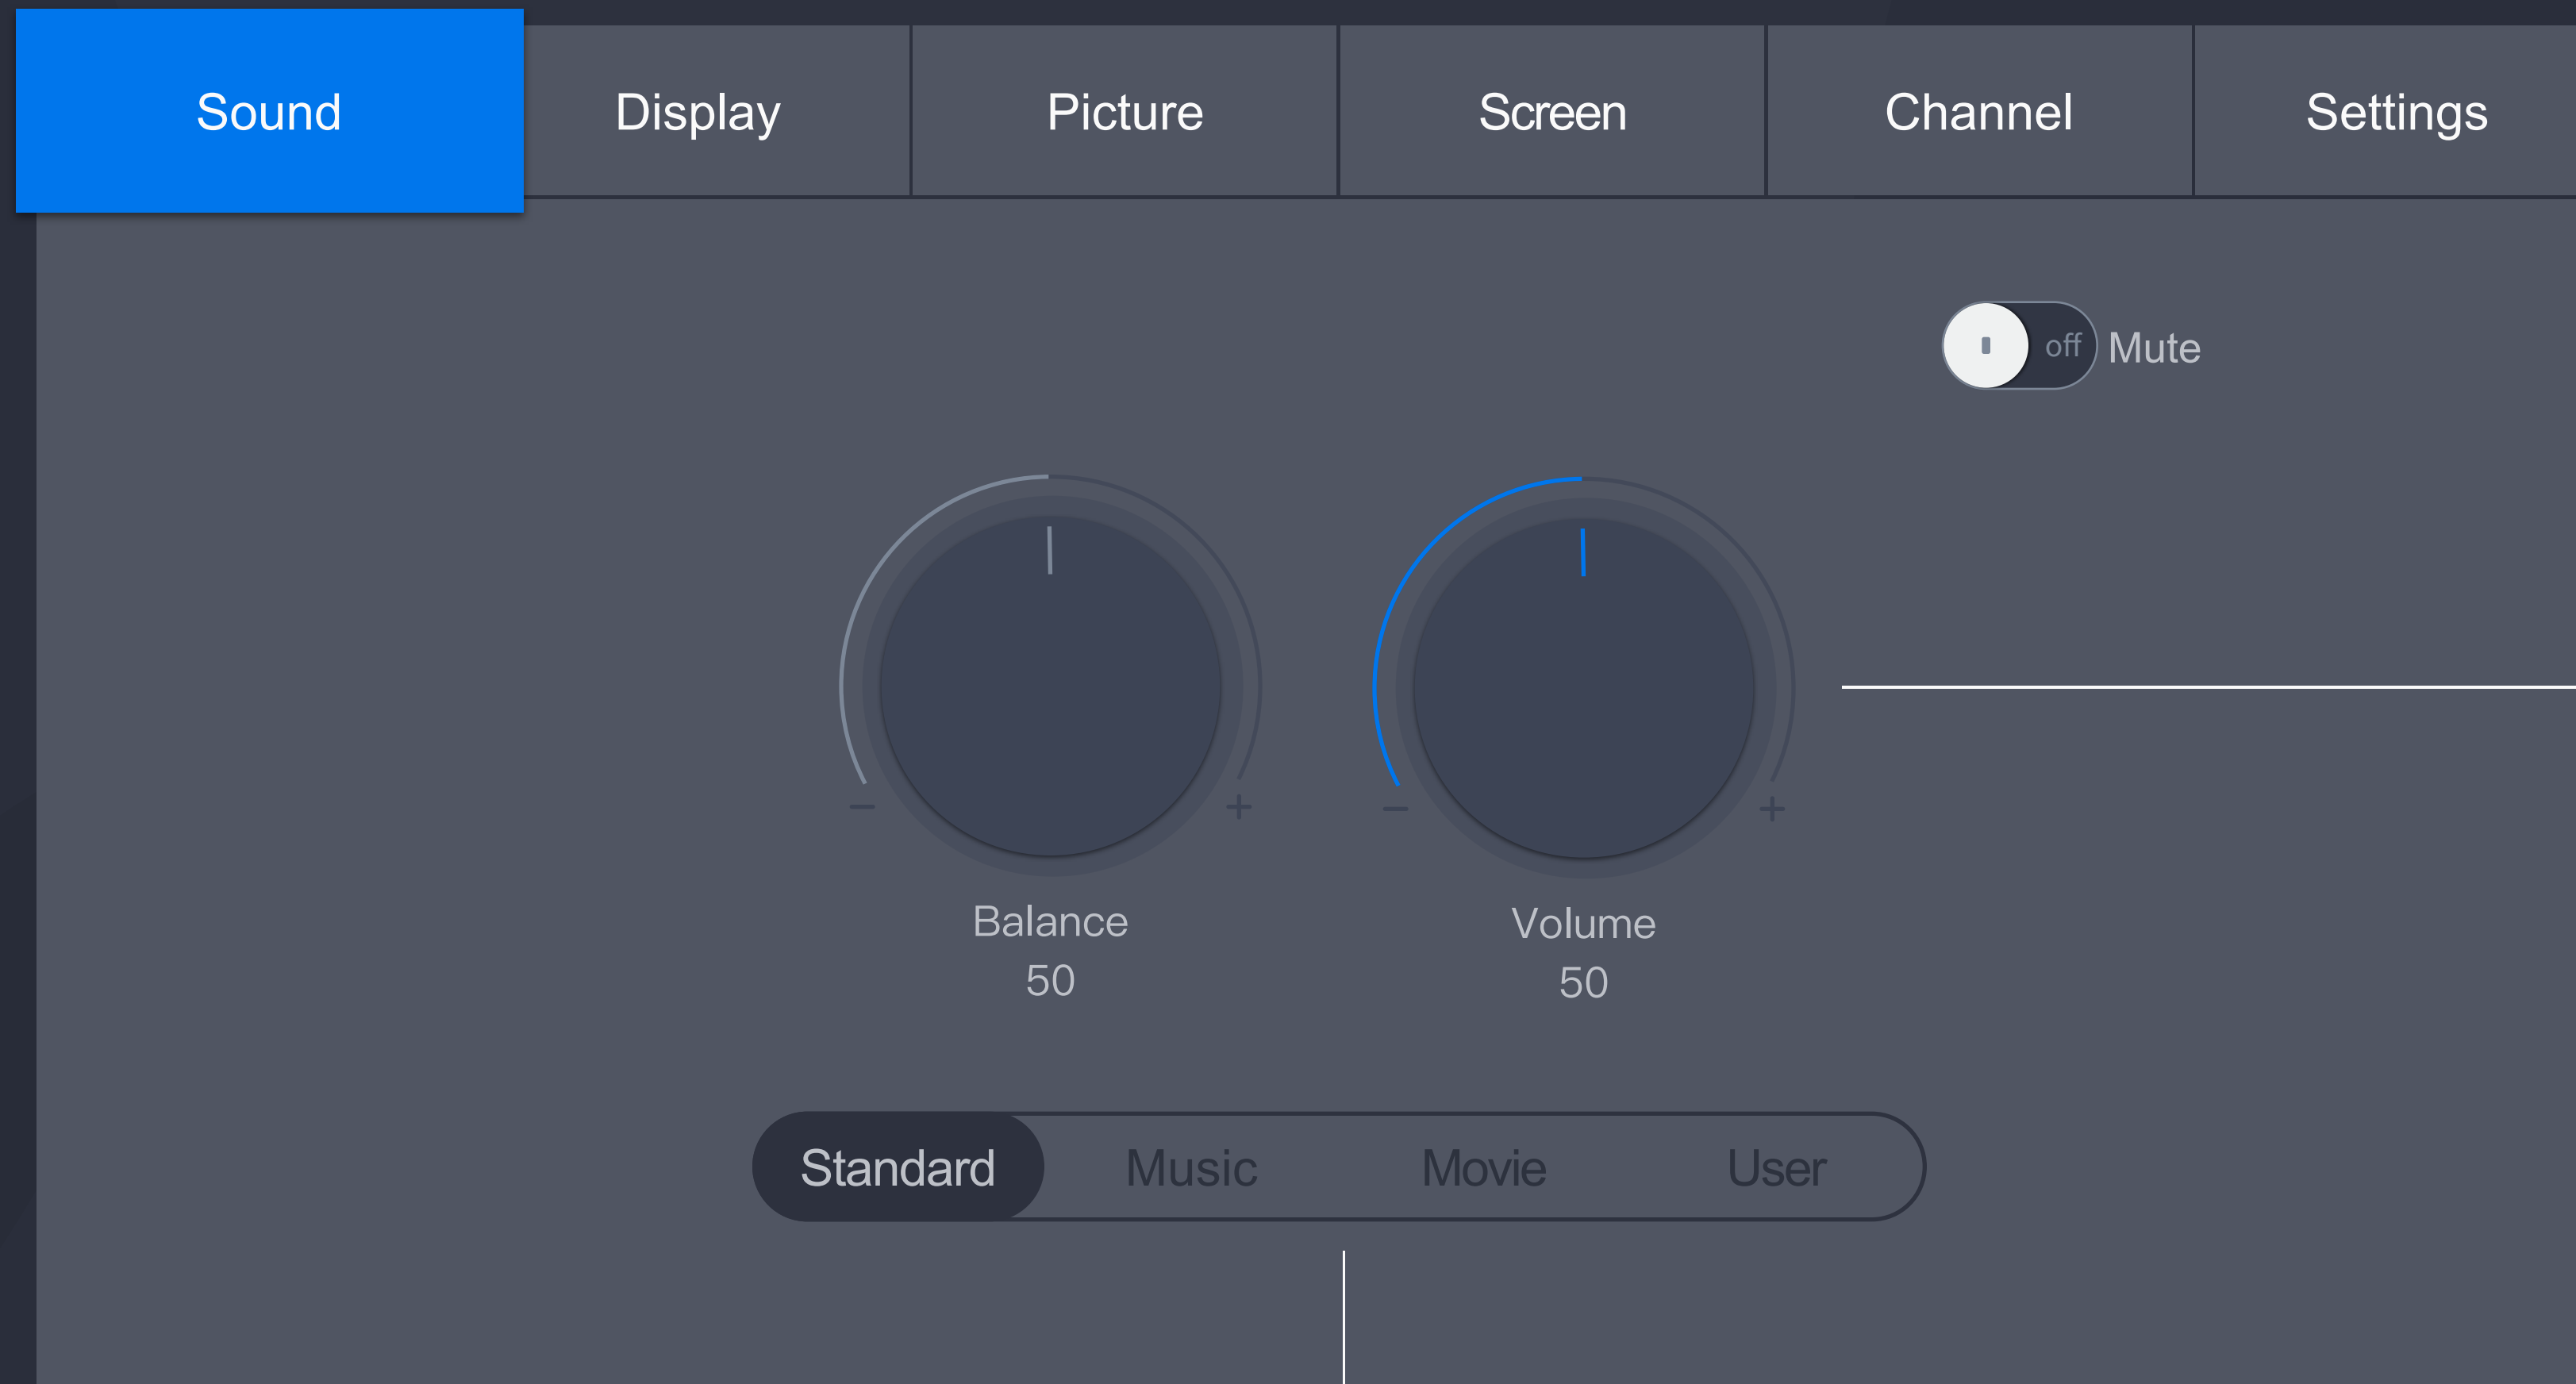 Sound Display Picture Screen Channel Settings
off Mute
− + − +
Balance Volume
50 50
Standard Music Movie User